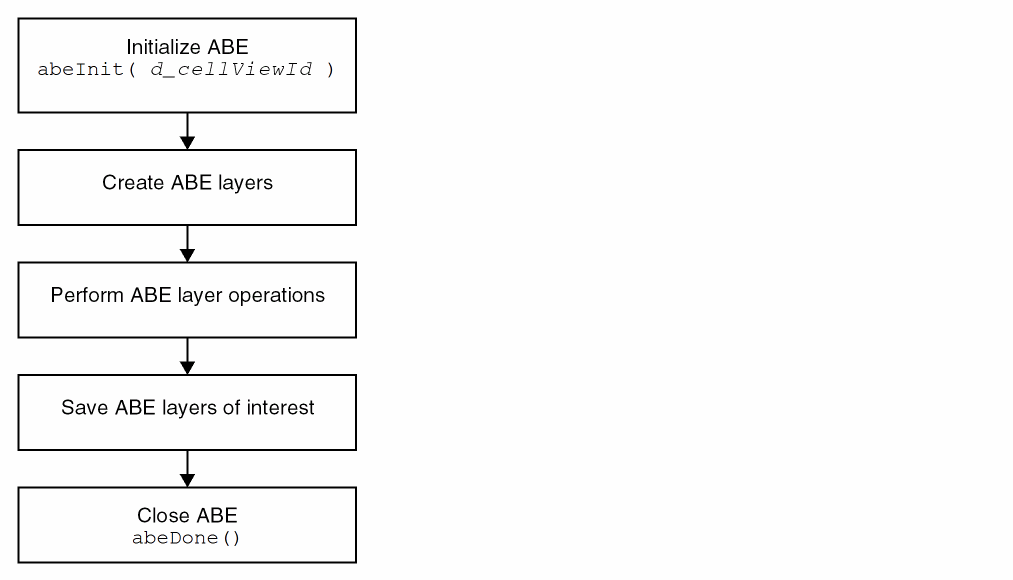 Initialize ABE
abeInit( d_cellViewId )
Create ABE layers
Perform ABE layer operations
Save ABE layers of interest
Close ABE
abeDone()